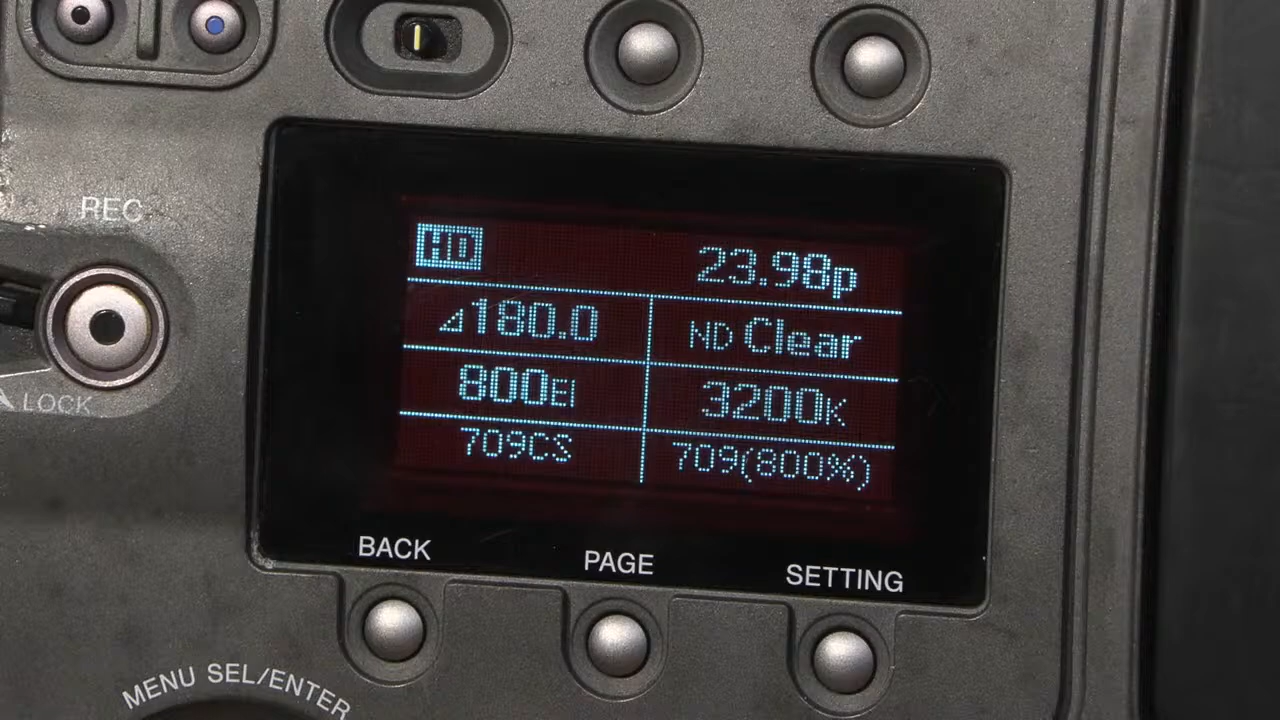 REC
LOCK
HD 23.98p
⊿180.0 ND Clear
800EI 3200K
709CS 709(800%)
BACK PAGE SETTING
MENU SEL/ENTER